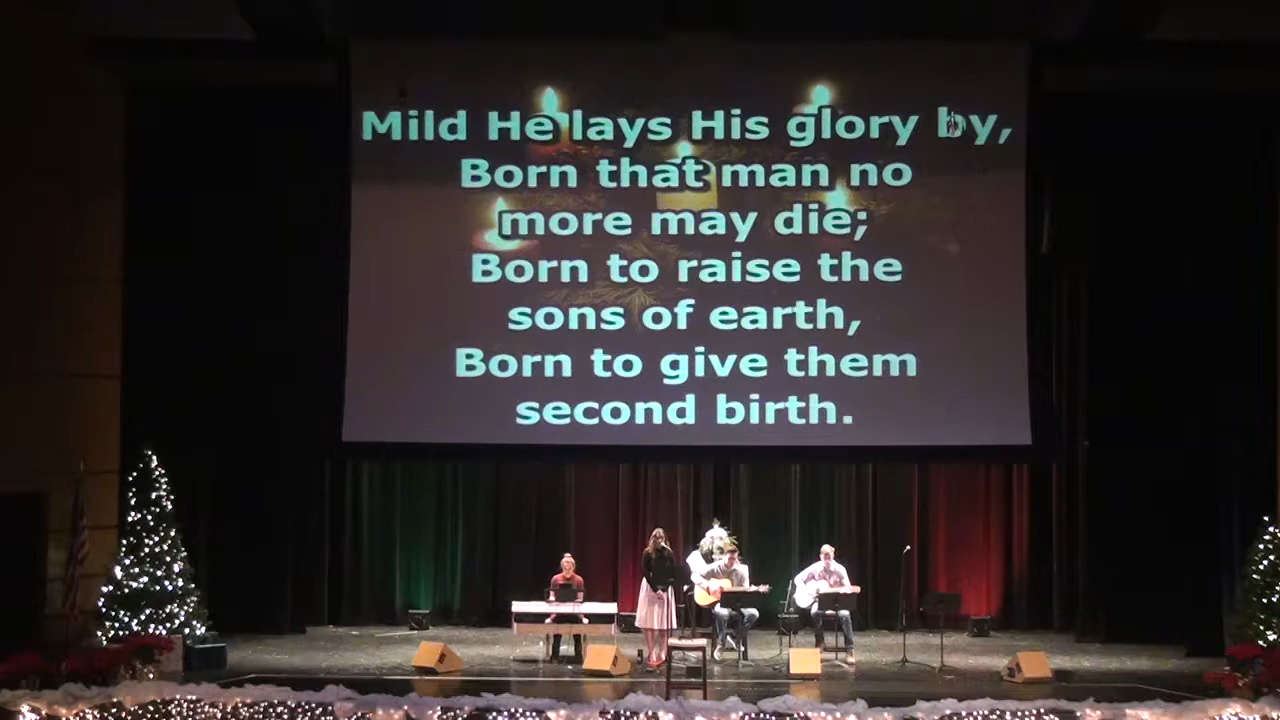 Mild He lays His glory by,
Born that man no
more may die;
Born to raise the
sons of earth,
Born to give them
second birth.